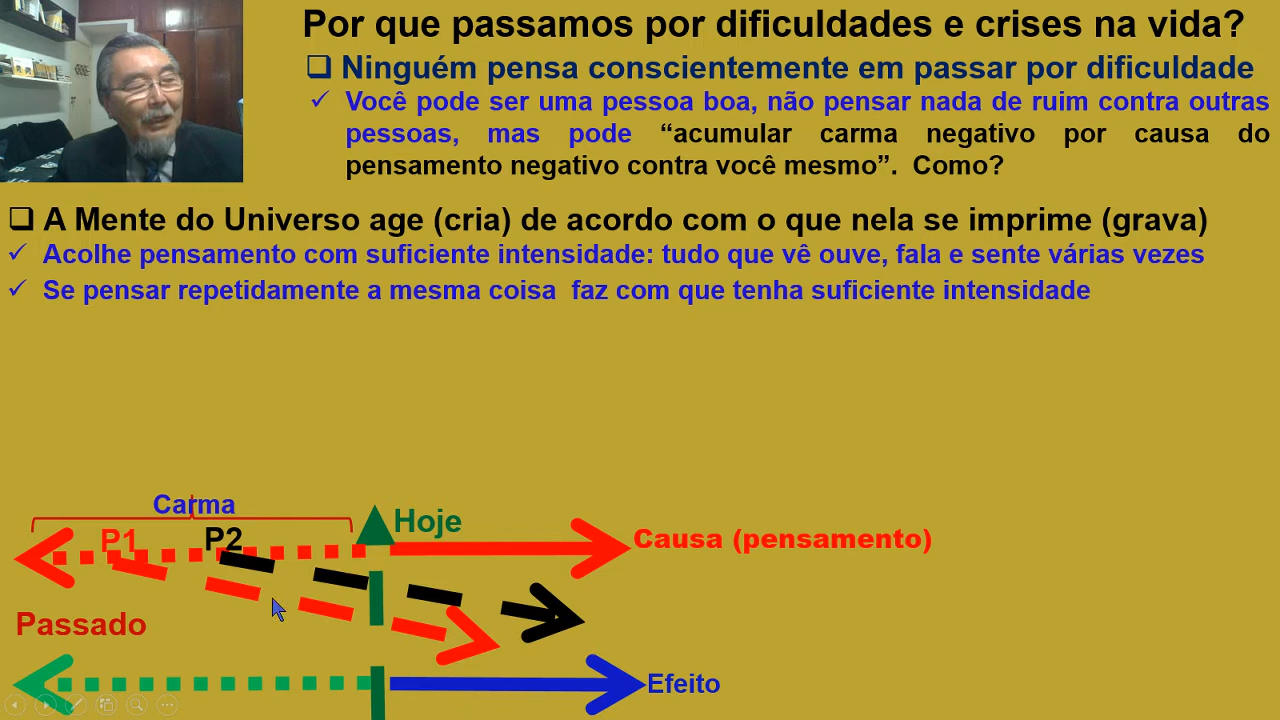 Por que passamos por dificuldades e crises na vida?
Ninguém pensa conscientemente em passar por dificuldade
Você pode ser uma pessoa boa, não pensar nada de ruim contra outras
pessoas, mas pode “acumular carma negativo por causa do
pensamento negativo contra você mesmo”. Como?
A Mente do Universo age (cria) de acordo com o que nela se imprime (grava)
Acolhe pensamento com suficiente intensidade: tudo que vê ouve, fala e sente várias vezes
Se pensar repetidamente a mesma coisa faz com que tenha suficiente intensidade
Carma
Hoje
P1
P2
Causa (pensamento)
Passado
Efeito